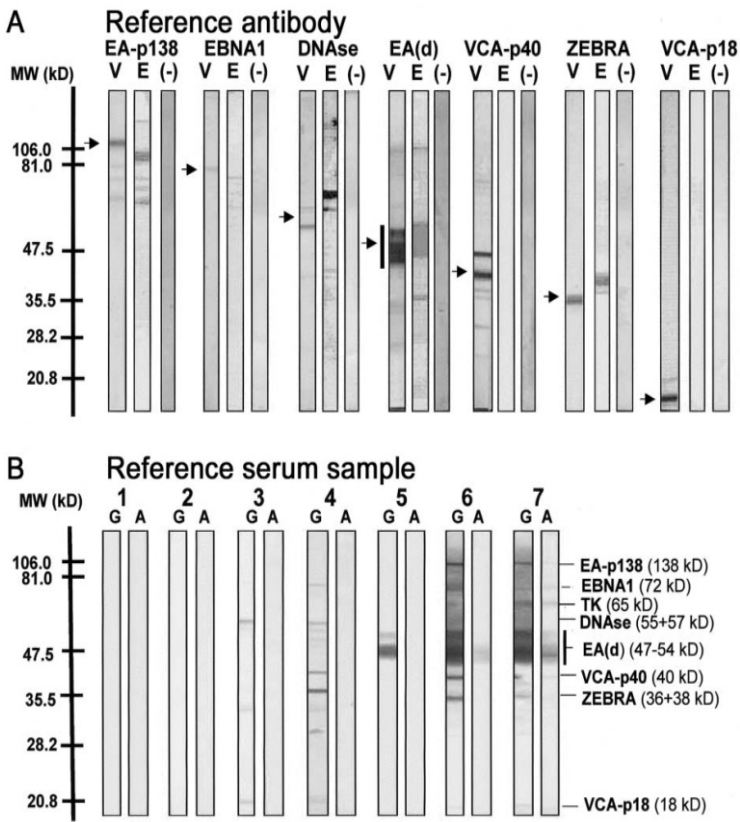 A Reference antibody
EA-p138 EBNA1 DNAse EA(d) VCA-p40 ZEBRA VCA-p18
MW (kD) V E (-) V E (-) V E (-) V E (-) V E (-) V E (-) V E (-)
106.0
81.0
47.5
35.5
28.2
20.8
B Reference serum sample
MW (kD) 1 2 3 4 5 6 7
G A G A G A G A G A G A G A
106.0
81.0
47.5
35.5
28.2
20.8
EA-p138 (138 kD)
EBNA1 (72 kD)
TK (65 kD)
DNAse (55+57 kD)
EA(d) (47-54 kD)
VCA-p40 (40 kD)
ZEBRA (36+38 kD)
VCA-p18 (18 kD)